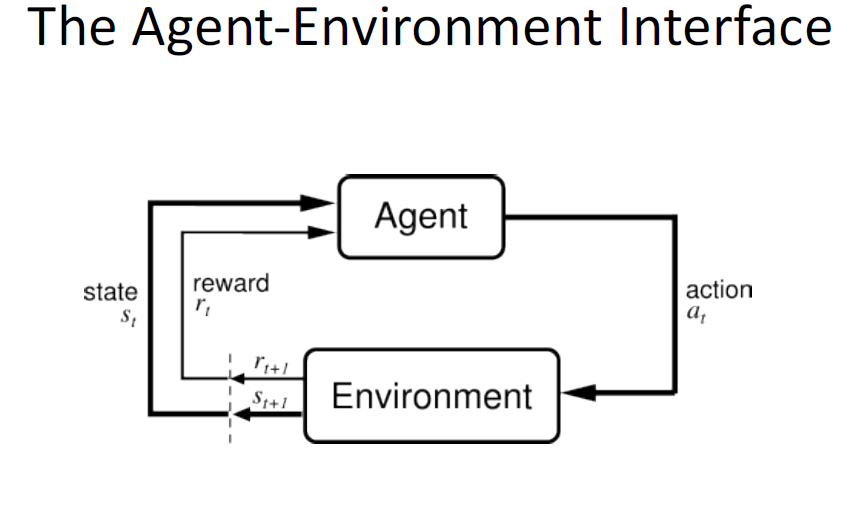 The Agent-Environment Interface
Agent
state
sₜ
reward
rₜ
action
aₜ
rₜ₊₁
sₜ₊₁
Environment